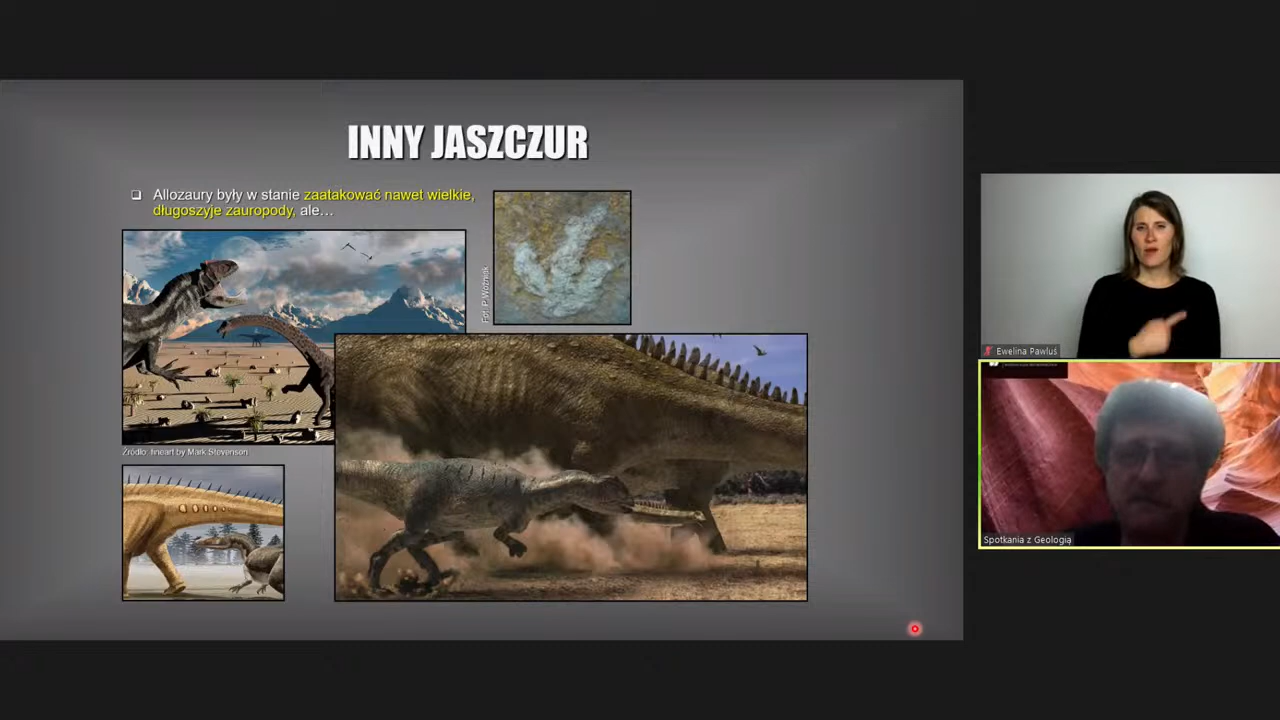 INNY JASZCZUR
❑ Allozaury były w stanie zaatakować nawet wielkie,
długoszyje zauropody, ale…
Fot. P.Woźniak
Źródło: fineart by Mark Stevenson
Ewelina Pawluś
Spotkania z Geologią